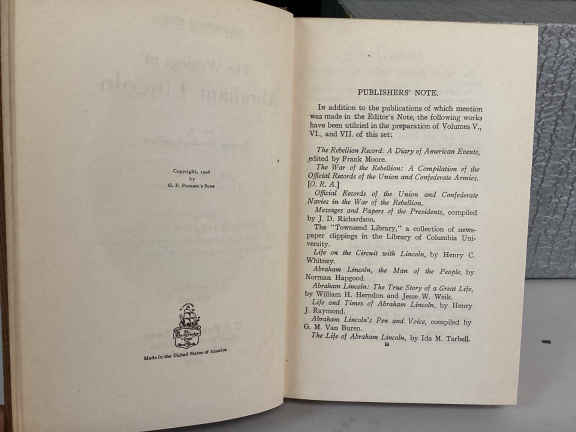 Copyright, 1906
by
G. P. Putnam's Sons
Made in the United States of America
PUBLISHERS' NOTE.
In addition to the publications of which mention
was made in the Editor's Note, the following works
have been utilized in the preparation of Volumes V.,
VI., and VII. of this set:
The Rebellion Record: A Diary of American Events,
edited by Frank Moore.
The War of the Rebellion: A Compilation of the
Official Records of the Union and Confederate Armies.
[O. R. A.]
Official Records of the Union and Confederate
Navies in the War of the Rebellion.
Messages and Papers of the Presidents, compiled
by J. D. Richardson.
The "Townsend Library," a collection of news-
paper clippings in the Library of Columbia Uni-
versity.
Life on the Circuit with Lincoln, by Henry C.
Whitney.
Abraham Lincoln, the Man of the People, by
Norman Hapgood.
Abraham Lincoln: The True Story of a Great Life,
by William H. Herndon and Jesse W. Weik.
Life and Times of Abraham Lincoln, by Henry
J. Raymond.
Abraham Lincoln's Pen and Voice, compiled by
G. M. Van Buren.
The Life of Abraham Lincoln, by Ida M. Tarbell.